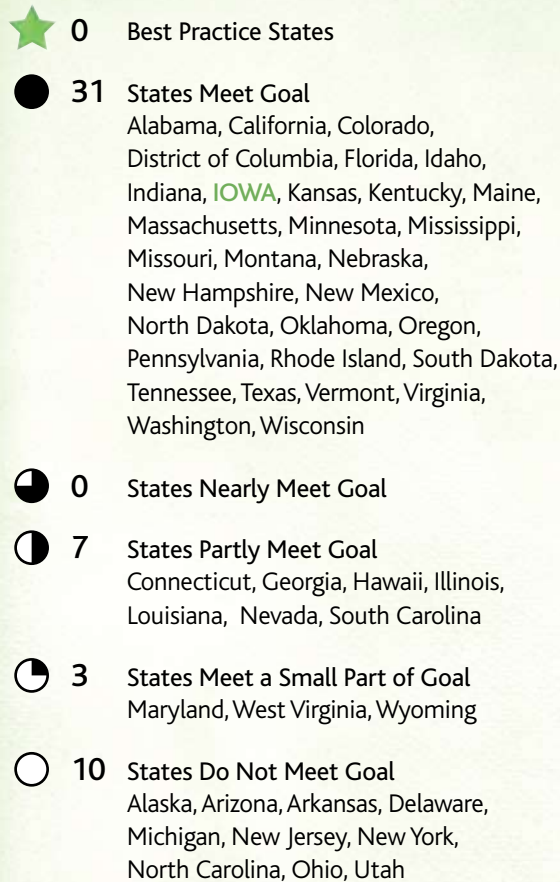 0 Best Practice States
31 States Meet Goal
Alabama, California, Colorado,
District of Columbia, Florida, Idaho,
Indiana, IOWA, Kansas, Kentucky, Maine,
Massachusetts, Minnesota, Mississippi,
Missouri, Montana, Nebraska,
New Hampshire, New Mexico,
North Dakota, Oklahoma, Oregon,
Pennsylvania, Rhode Island, South Dakota,
Tennessee, Texas, Vermont, Virginia,
Washington, Wisconsin
0 States Nearly Meet Goal
7 States Partly Meet Goal
Connecticut, Georgia, Hawaii, Illinois,
Louisiana, Nevada, South Carolina
3 States Meet a Small Part of Goal
Maryland, West Virginia, Wyoming
10 States Do Not Meet Goal
Alaska, Arizona, Arkansas, Delaware,
Michigan, New Jersey, New York,
North Carolina, Ohio, Utah